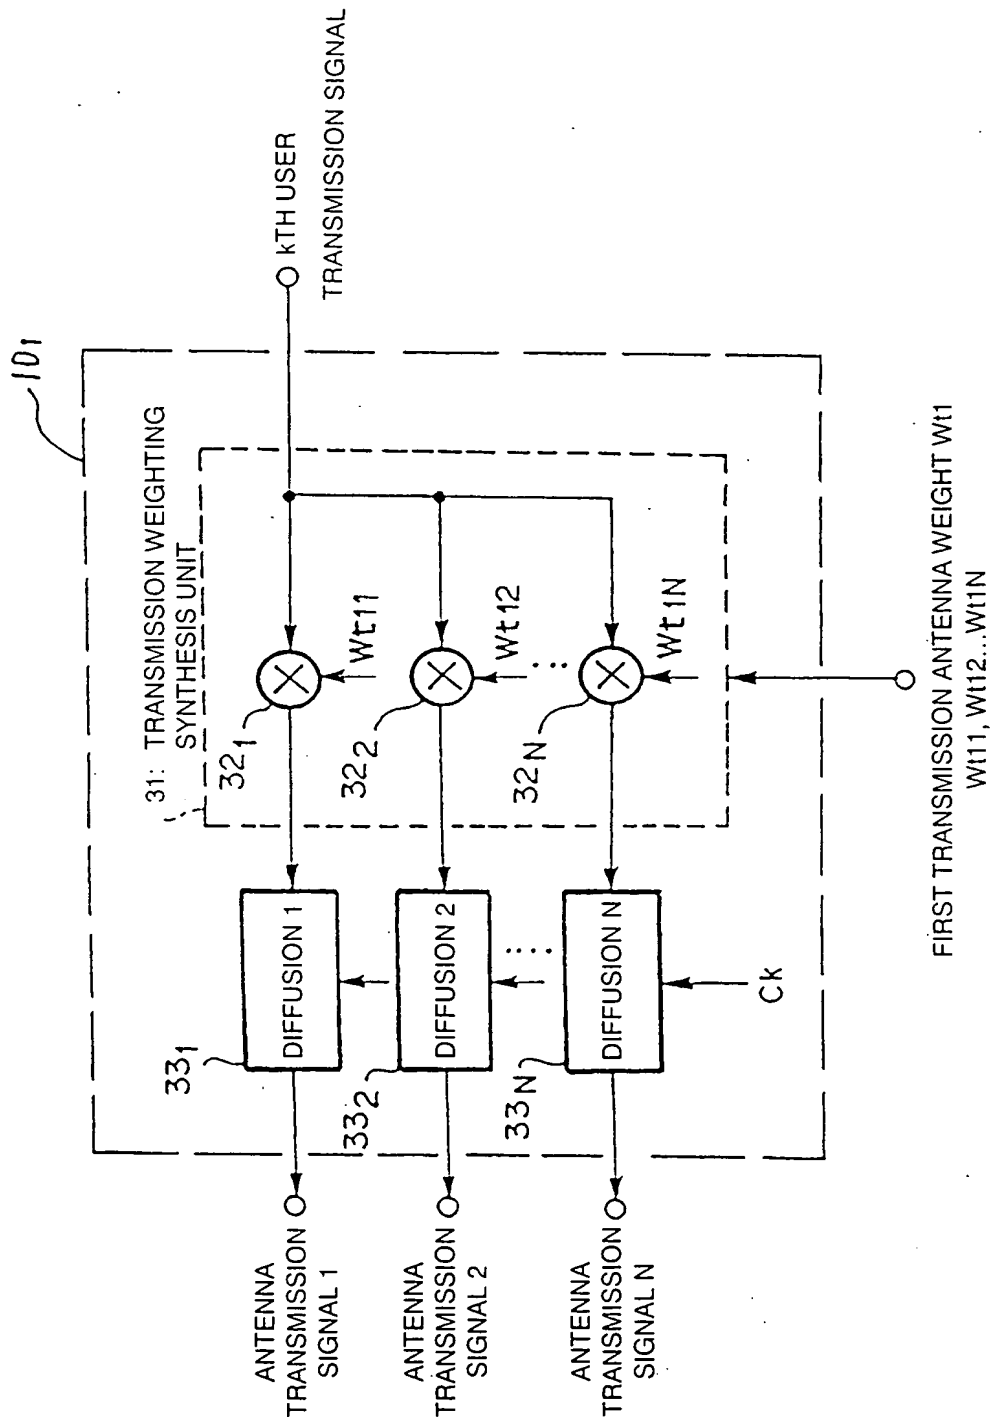 1D1
31: TRANSMISSION WEIGHTING
SYNTHESIS UNIT
kTH USER
TRANSMISSION SIGNAL
ANTENNA
TRANSMISSION
SIGNAL 1
331
DIFFUSION 1
321
Wt11
ANTENNA
TRANSMISSION
SIGNAL 2
332
DIFFUSION 2
322
Wt12
ANTENNA
TRANSMISSION
SIGNAL N
33N
DIFFUSION N
32N
Wt1N
Ck
FIRST TRANSMISSION ANTENNA WEIGHT Wt1
Wt11, Wt12...Wt1N